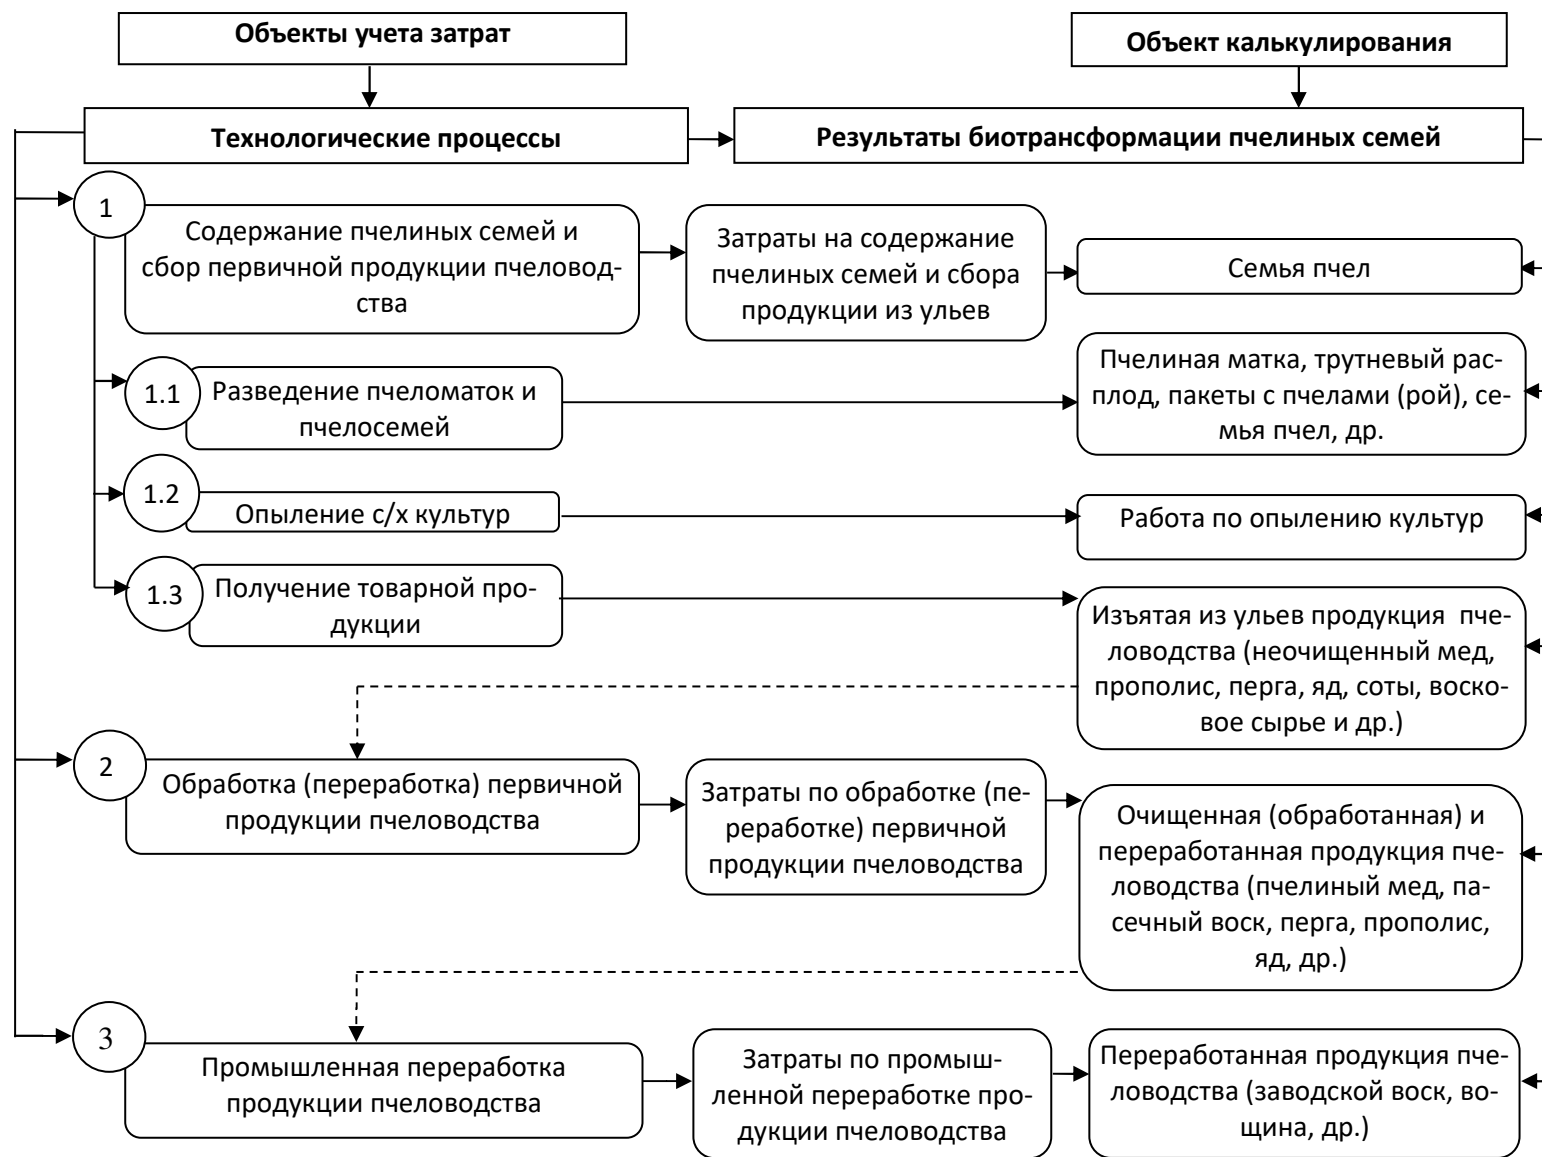 Объекты учета затрат
Объект калькулирования
Технологические процессы
Результаты биотрансформации пчелиных семей
1
Содержание пчелиных семей и
сбор первичной продукции пчеловод-
ства
Затраты на содержание
пчелиных семей и сбора
продукции из ульев
Семья пчел
1.1
Разведение пчеломаток и
пчелосемей
Пчелиная матка, трутневый рас-
плод, пакеты с пчелами (рой), се-
мья пчел, др.
1.2
Опыление с/х культур
Работа по опылению культур
1.3
Получение товарной про-
дукции
Изъятая из ульев продукция пче-
ловодства (неочищенный мед,
прополис, перга, яд, соты, воско-
вое сырье и др.)
2
Обработка (переработка) первичной
продукции пчеловодства
Затраты по обработке (пе-
реработке) первичной
продукции пчеловодства
Очищенная (обработанная) и
переработанная продукция пче-
ловодства (пчелиный мед, па-
сечный воск, перга, прополис,
яд, др.)
3
Промышленная переработка
продукции пчеловодства
Затраты по промыш-
ленной переработке про-
дукции пчеловодства
Переработанная продукция пче-
ловодства (заводской воск, во-
щина, др.)